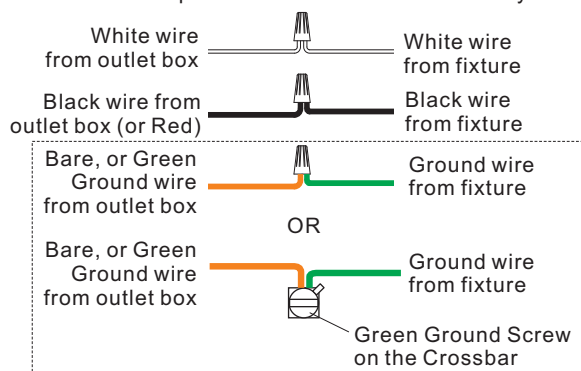 White wire
from outlet box
White wire
from fixture
Black wire from
outlet box (or Red)
Black wire
from fixture
Bare, or Green
Ground wire
from outlet box
Ground wire
from fixture
OR
Bare, or Green
Ground wire
from outlet box
Ground wire
from fixture
Green Ground Screw
on the Crossbar